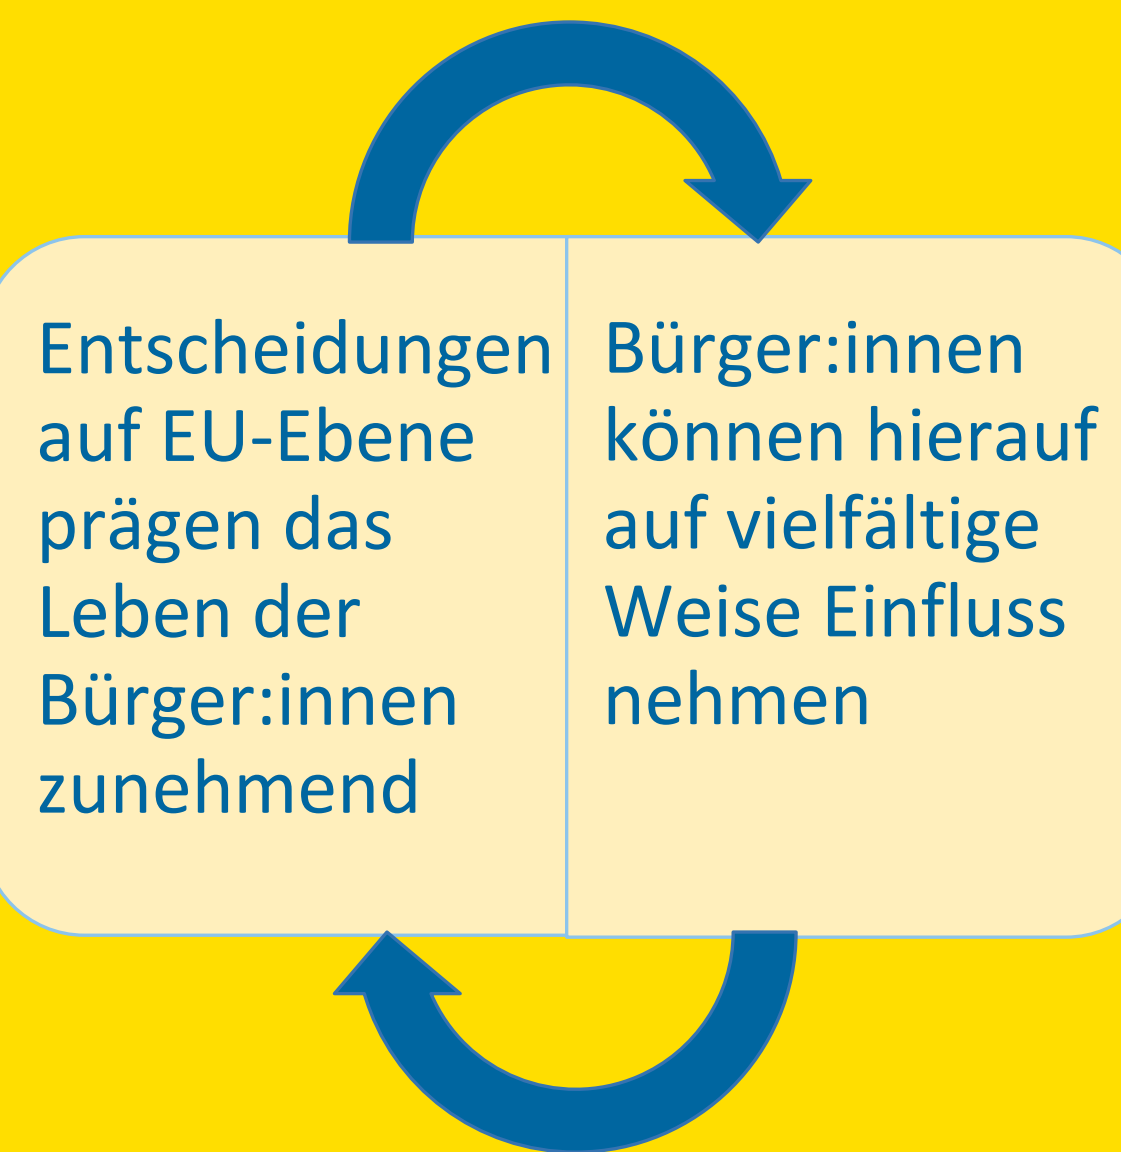 Entscheidungen
auf EU-Ebene
prägen das
Leben der
Bürger:innen
zunehmend
Bürger:innen
können hierauf
auf vielfältige
Weise Einfluss
nehmen